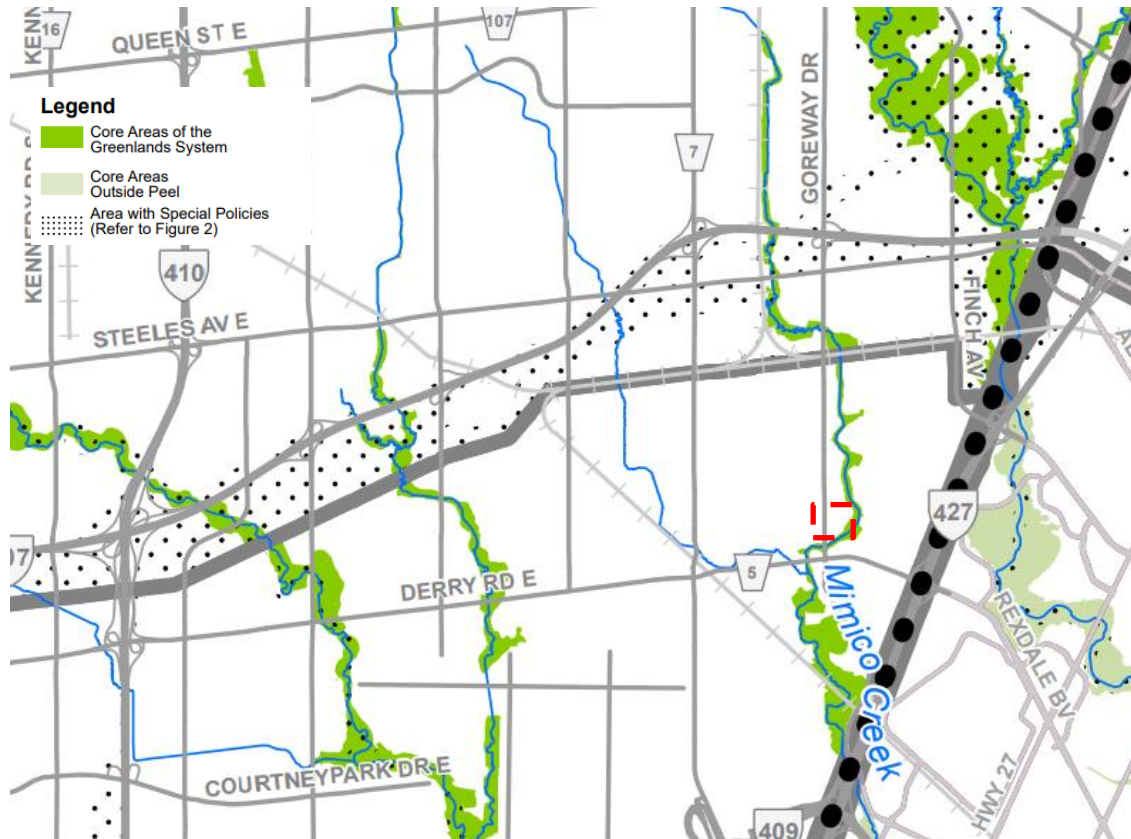 16
KENN
QUEEN ST E
107
Legend
Core Areas of the
Greenlands System
Core Areas
Outside Peel
Area with Special Policies
(Refer to Figure 2)
GOREWAY DR
7
410
STEELES AV E
FINCH AV
427
07
DERRY RD E
5
Mimico Creek
REXDALE BV
COURTNEYPARK DR E
HWY 27
409